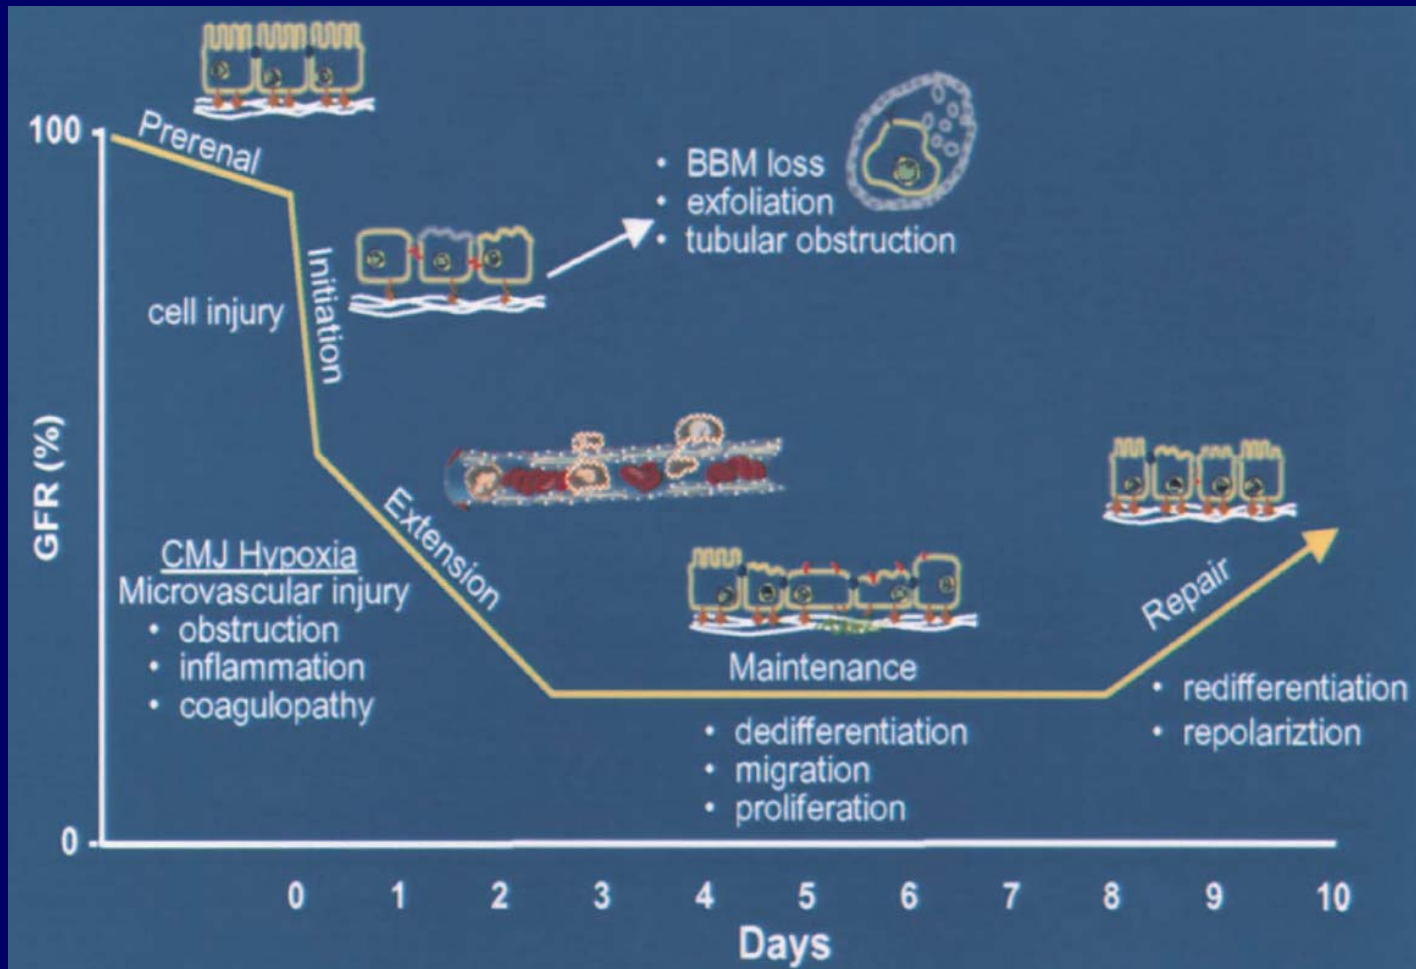 100
Prerenal
• BBM loss
• exfoliation
• tubular obstruction
Initiation
cell injury
GFR (%)
Extension
CMJ Hypoxia
Microvascular injury
• obstruction
• inflammation
• coagulopathy
Maintenance
• dedifferentiation
• migration
• proliferation
Repair
• redifferentiation
• repolariztion
0
0 1 2 3 4 5 6 7 8 9 10
Days